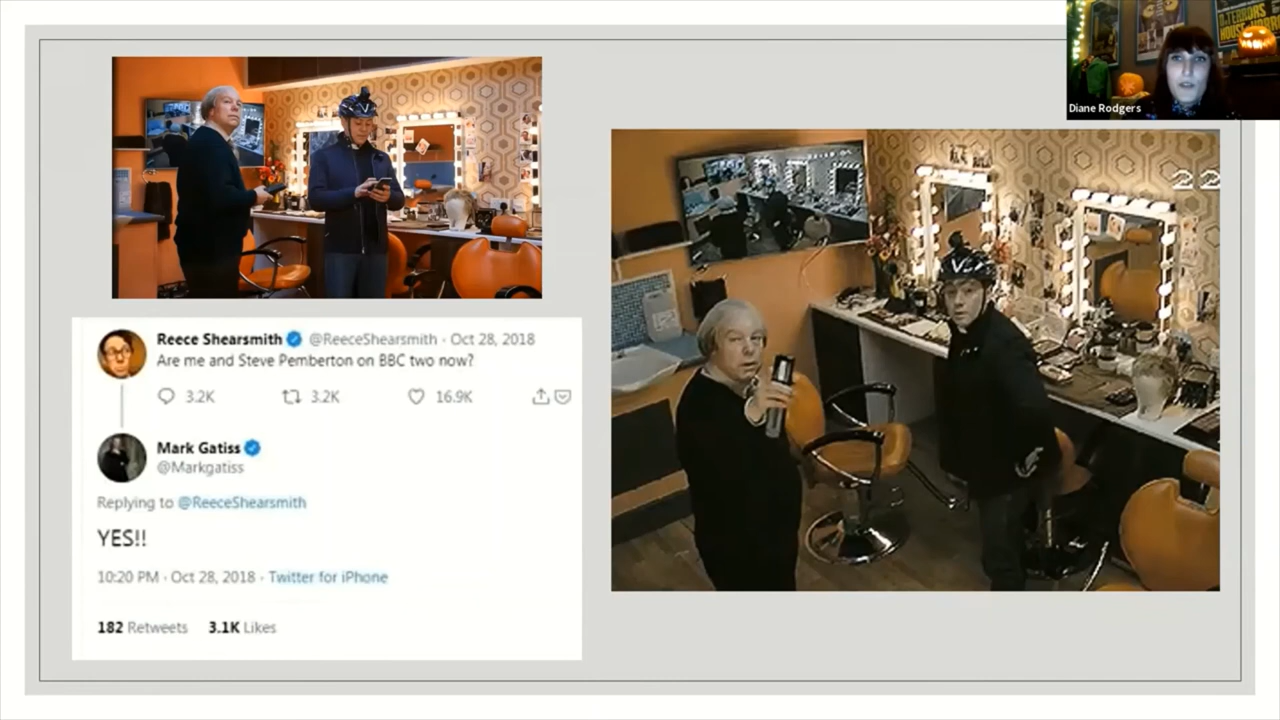 Diane Rodgers
D TERRORS
HOUSE
22
Reece Shearsmith @ReeceShearsmith · Oct 28, 2018
Are me and Steve Pemberton on BBC two now?
3.2K 3.2K 16.9K
Mark Gatiss
@Markgatiss
Replying to @ReeceShearsmith
YES!!
10:20 PM · Oct 28, 2018 · Twitter for iPhone
182 Retweets 3.1K Likes